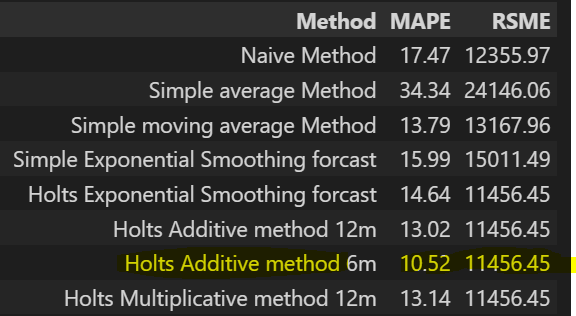 Method MAPE RSME
Naive Method 17.47 12355.97
Simple average Method 34.34 24146.06
Simple moving average Method 13.79 13167.96
Simple Exponential Smoothing forcast 15.99 15011.49
Holts Exponential Smoothing forcast 14.64 11456.45
Holts Additive method 12m 13.02 11456.45
Holts Additive method 6m 10.52 11456.45
Holts Multiplicative method 12m 13.14 11456.45